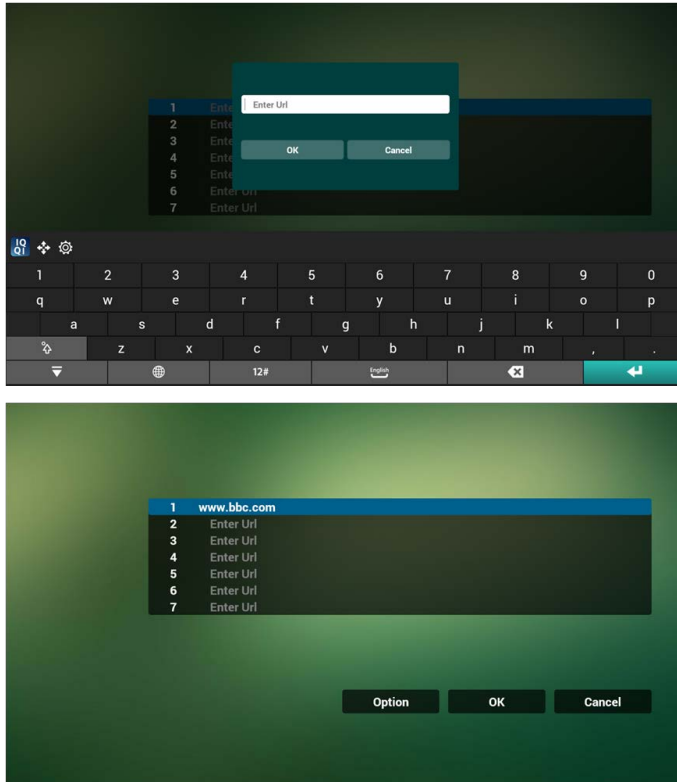 Enter Url
1 Ente
2 Ente
3 Ente
OK Cancel
4 Ente
5 Ente
6 Enter Url
7 Enter Url
IQ
QI
1 2 3 4 5 6 7 8 9 0
q w e r t y u i o p
a s d f g h j k l
z x c v b n m , .
12# English
1 www.bbc.com
2 Enter Url
3 Enter Url
4 Enter Url
5 Enter Url
6 Enter Url
7 Enter Url
Option OK Cancel